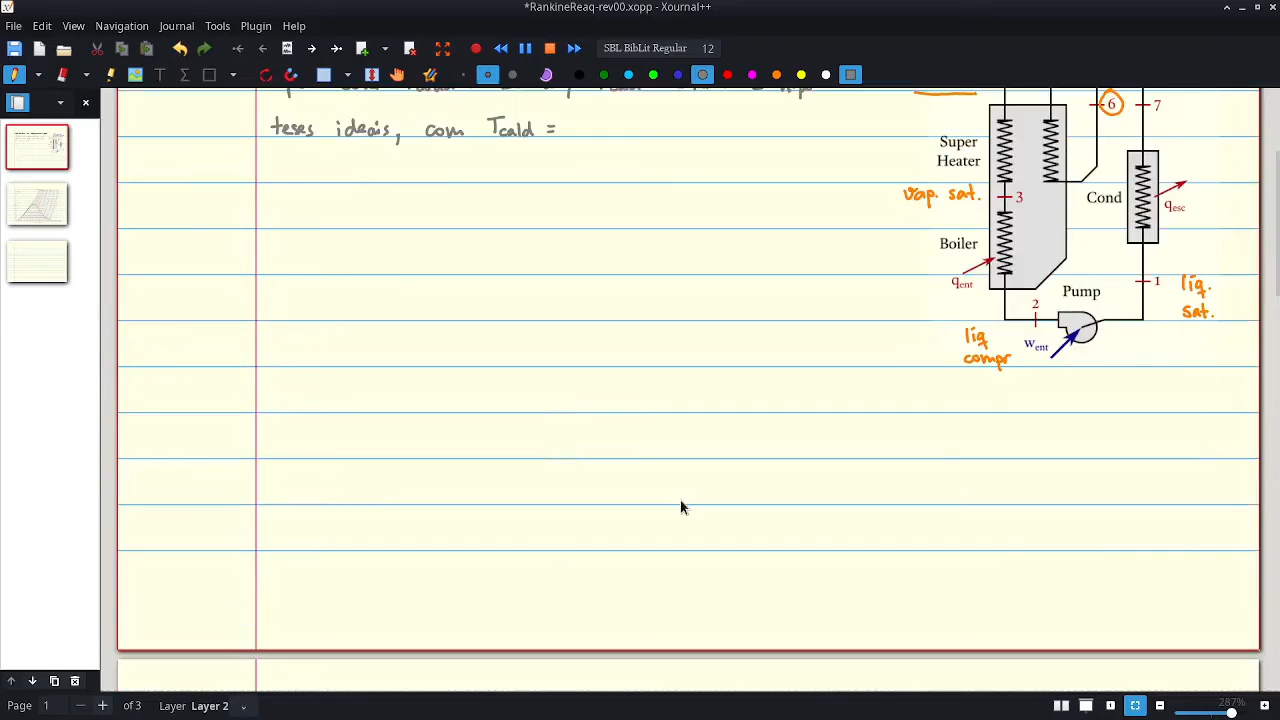 *RankineReaq-rev00.xopp - Xournal++
File Edit View Navigation Journal Tools Plugin Help
SBL BibLit Regular 12
teses ideais, com Tcald =
6
7
Super
Heater
vap. sat.
3
Cond
qesc
Boiler
qent
Pump
1
liq.
sat.
2
liq
compr
went
Page 1 of 3 Layer Layer 2
287%